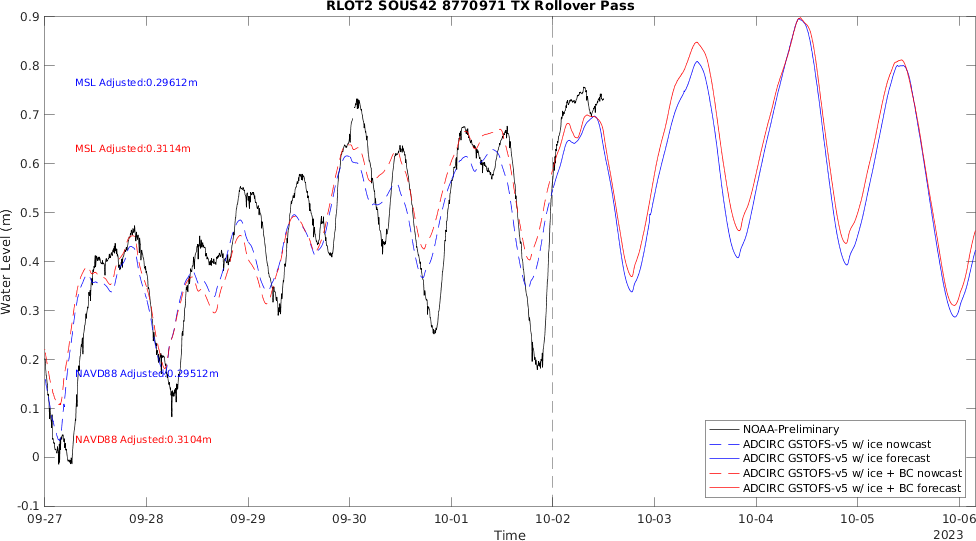 RLOT2 SOUS42 8770971 TX Rollover Pass
0.9
0.8
0.7
0.6
0.5
0.4
0.3
0.2
0.1
0
-0.1
Water Level (m)
MSL Adjusted:0.29612m
MSL Adjusted:0.3114m
NAVD88 Adjusted:0.29512m
NAVD88 Adjusted:0.3104m
NOAA-Preliminary
ADCIRC GSTOFS-v5 w/ ice nowcast
ADCIRC GSTOFS-v5 w/ ice forecast
ADCIRC GSTOFS-v5 w/ ice + BC nowcast
ADCIRC GSTOFS-v5 w/ ice + BC forecast
09-27 09-28 09-29 09-30 10-01 10-02 10-03 10-04 10-05 10-06
2023
Time